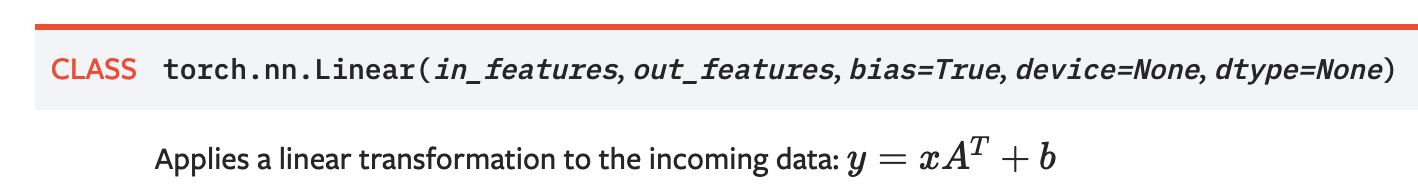 CLASS torch.nn.Linear(in_features, out_features, bias=True, device=None, dtype=None)
Applies a linear transformation to the incoming data: y = xA^T + b